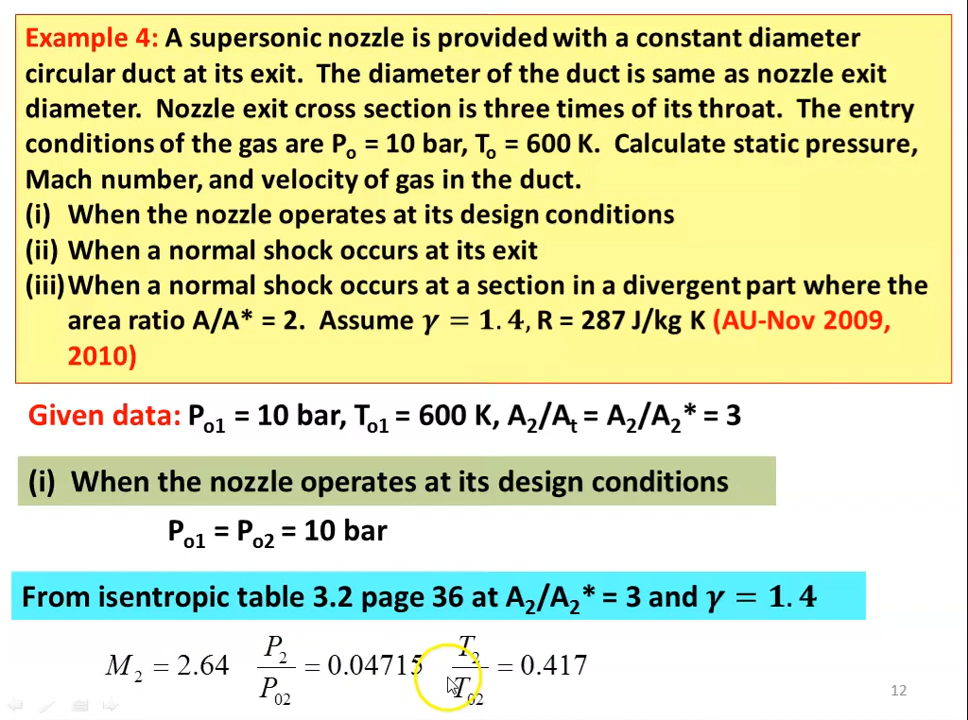 Example 4: A supersonic nozzle is provided with a constant diameter
circular duct at its exit. The diameter of the duct is same as nozzle exit
diameter. Nozzle exit cross section is three times of its throat. The entry
conditions of the gas are Pₒ = 10 bar, Tₒ = 600 K. Calculate static pressure,
Mach number, and velocity of gas in the duct.
(i) When the nozzle operates at its design conditions
(ii) When a normal shock occurs at its exit
(iii) When a normal shock occurs at a section in a divergent part where the
area ratio A/A* = 2. Assume γ = 1.4, R = 287 J/kg K (AU-Nov 2009,
2010)
Given data: Pₒ₁ = 10 bar, Tₒ₁ = 600 K, A₂/Aₜ = A₂/A₂* = 3
(i) When the nozzle operates at its design conditions
Pₒ₁ = Pₒ₂ = 10 bar
From isentropic table 3.2 page 36 at A₂/A₂* = 3 and γ = 1.4
M₂ = 2.64 P₂/P₀₂ = 0.04715 T₂/T₀₂ = 0.417
12